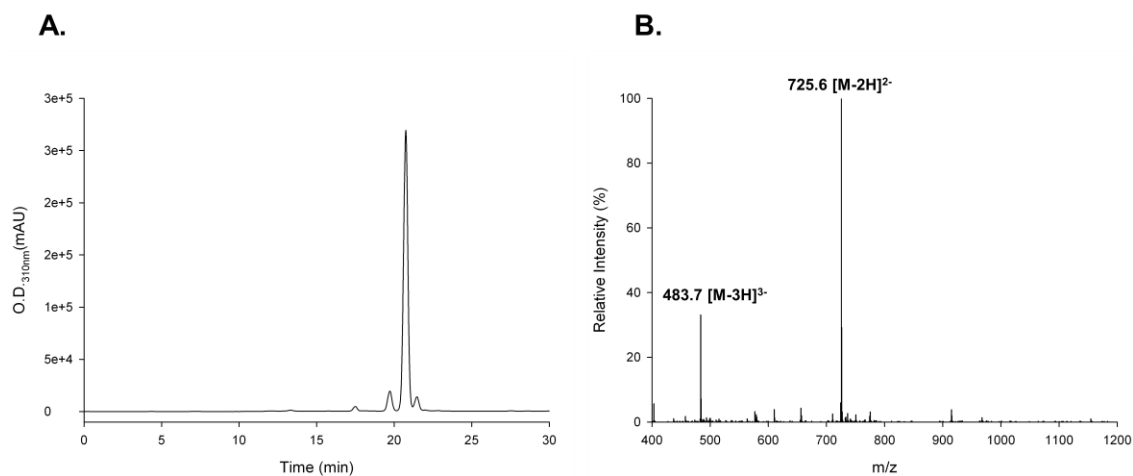 A.
3e+5
3e+5
2e+5
2e+5
1e+5
5e+4
0
O.D.310nm(mAU)
0 5 10 15 20 25 30
Time (min)
B.
725.6 [M-2H]2-
483.7 [M-3H]3-
100
80
60
40
20
0
Relative Intensity (%)
400 500 600 700 800 900 1000 1100 1200
m/z